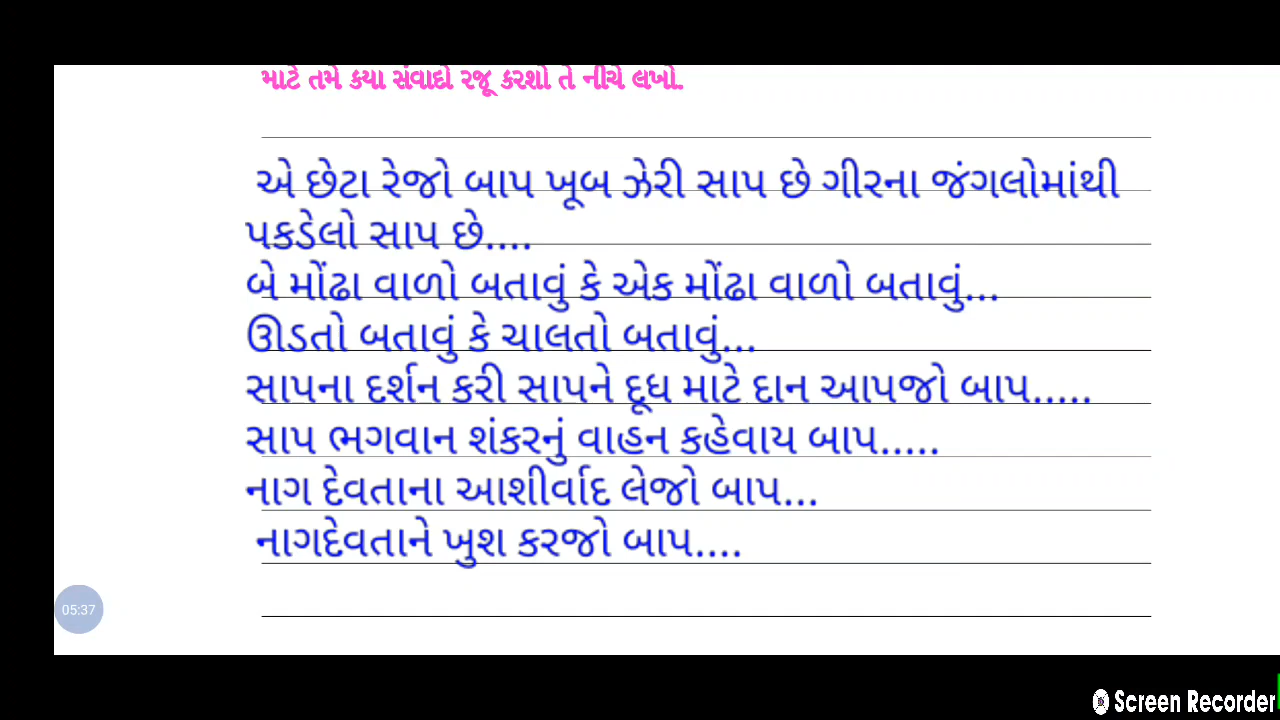 માટે તમે કયા સંવાદો રજૂ કરશો તે નીચે લખો.
એ છેટા રેજો બાપ ખૂબ ઝેરી સાપ છે ગીરના જંગલોમાંથી
પકડેલો સાપ છે....
બે મોંઢા વાળો બતાવું કે એક મોંઢા વાળો બતાવું...
ઊડતો બતાવું કે ચાલતો બતાવું...
સાપના દર્શન કરી સાપને દૂધ માટે દાન આપજો બાપ.....
સાપ ભગવાન શંકરનું વાહન કહેવાય બાપ.....
નાગ દેવતાના આશીર્વાદ લેજો બાપ...
નાગદેવતાને ખુશ કરજો બાપ....
05:37
Screen Recorder